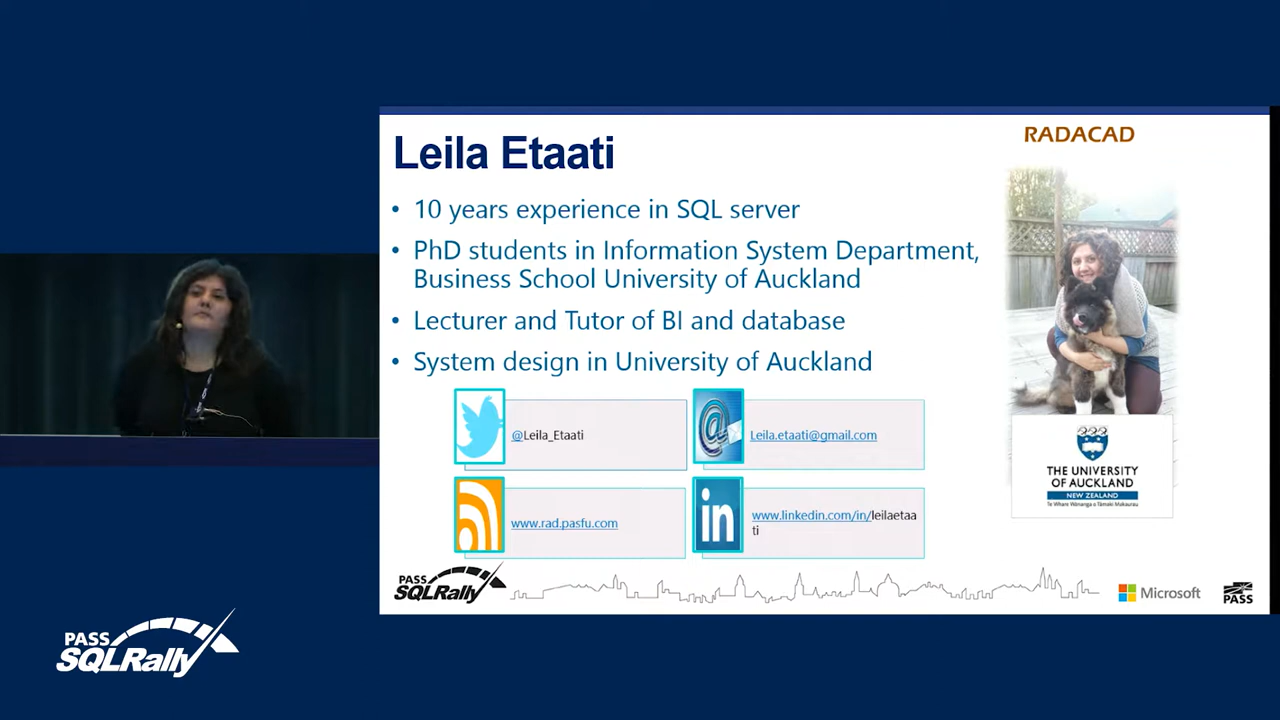 RADACAD
Leila Etaati
• 10 years experience in SQL server
• PhD students in Information System Department,
Business School University of Auckland
• Lecturer and Tutor of BI and database
• System design in University of Auckland
@Leila_Etaati
Leila.etaati@gmail.com
www.rad.pasfu.com
in
www.linkedin.com/in/leilaetaa
ti
THE UNIVERSITY
OF AUCKLAND
NEW ZEALAND
Te Whare Wānanga o Tāmaki Makaurau
PASS
SQLRally
Microsoft
PASS
PASS
SQLRally